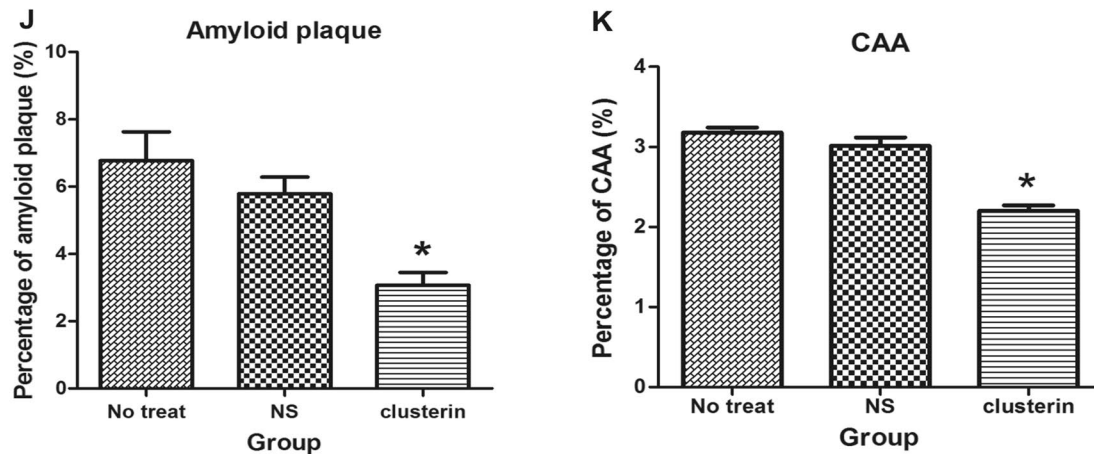 J
Amyloid plaque
Percentage of amyloid plaque (%)
10
8
6
4
2
0
*
No treat NS clusterin
Group
K
CAA
Percentage of CAA (%)
4
3
2
1
0
*
No treat NS clusterin
Group